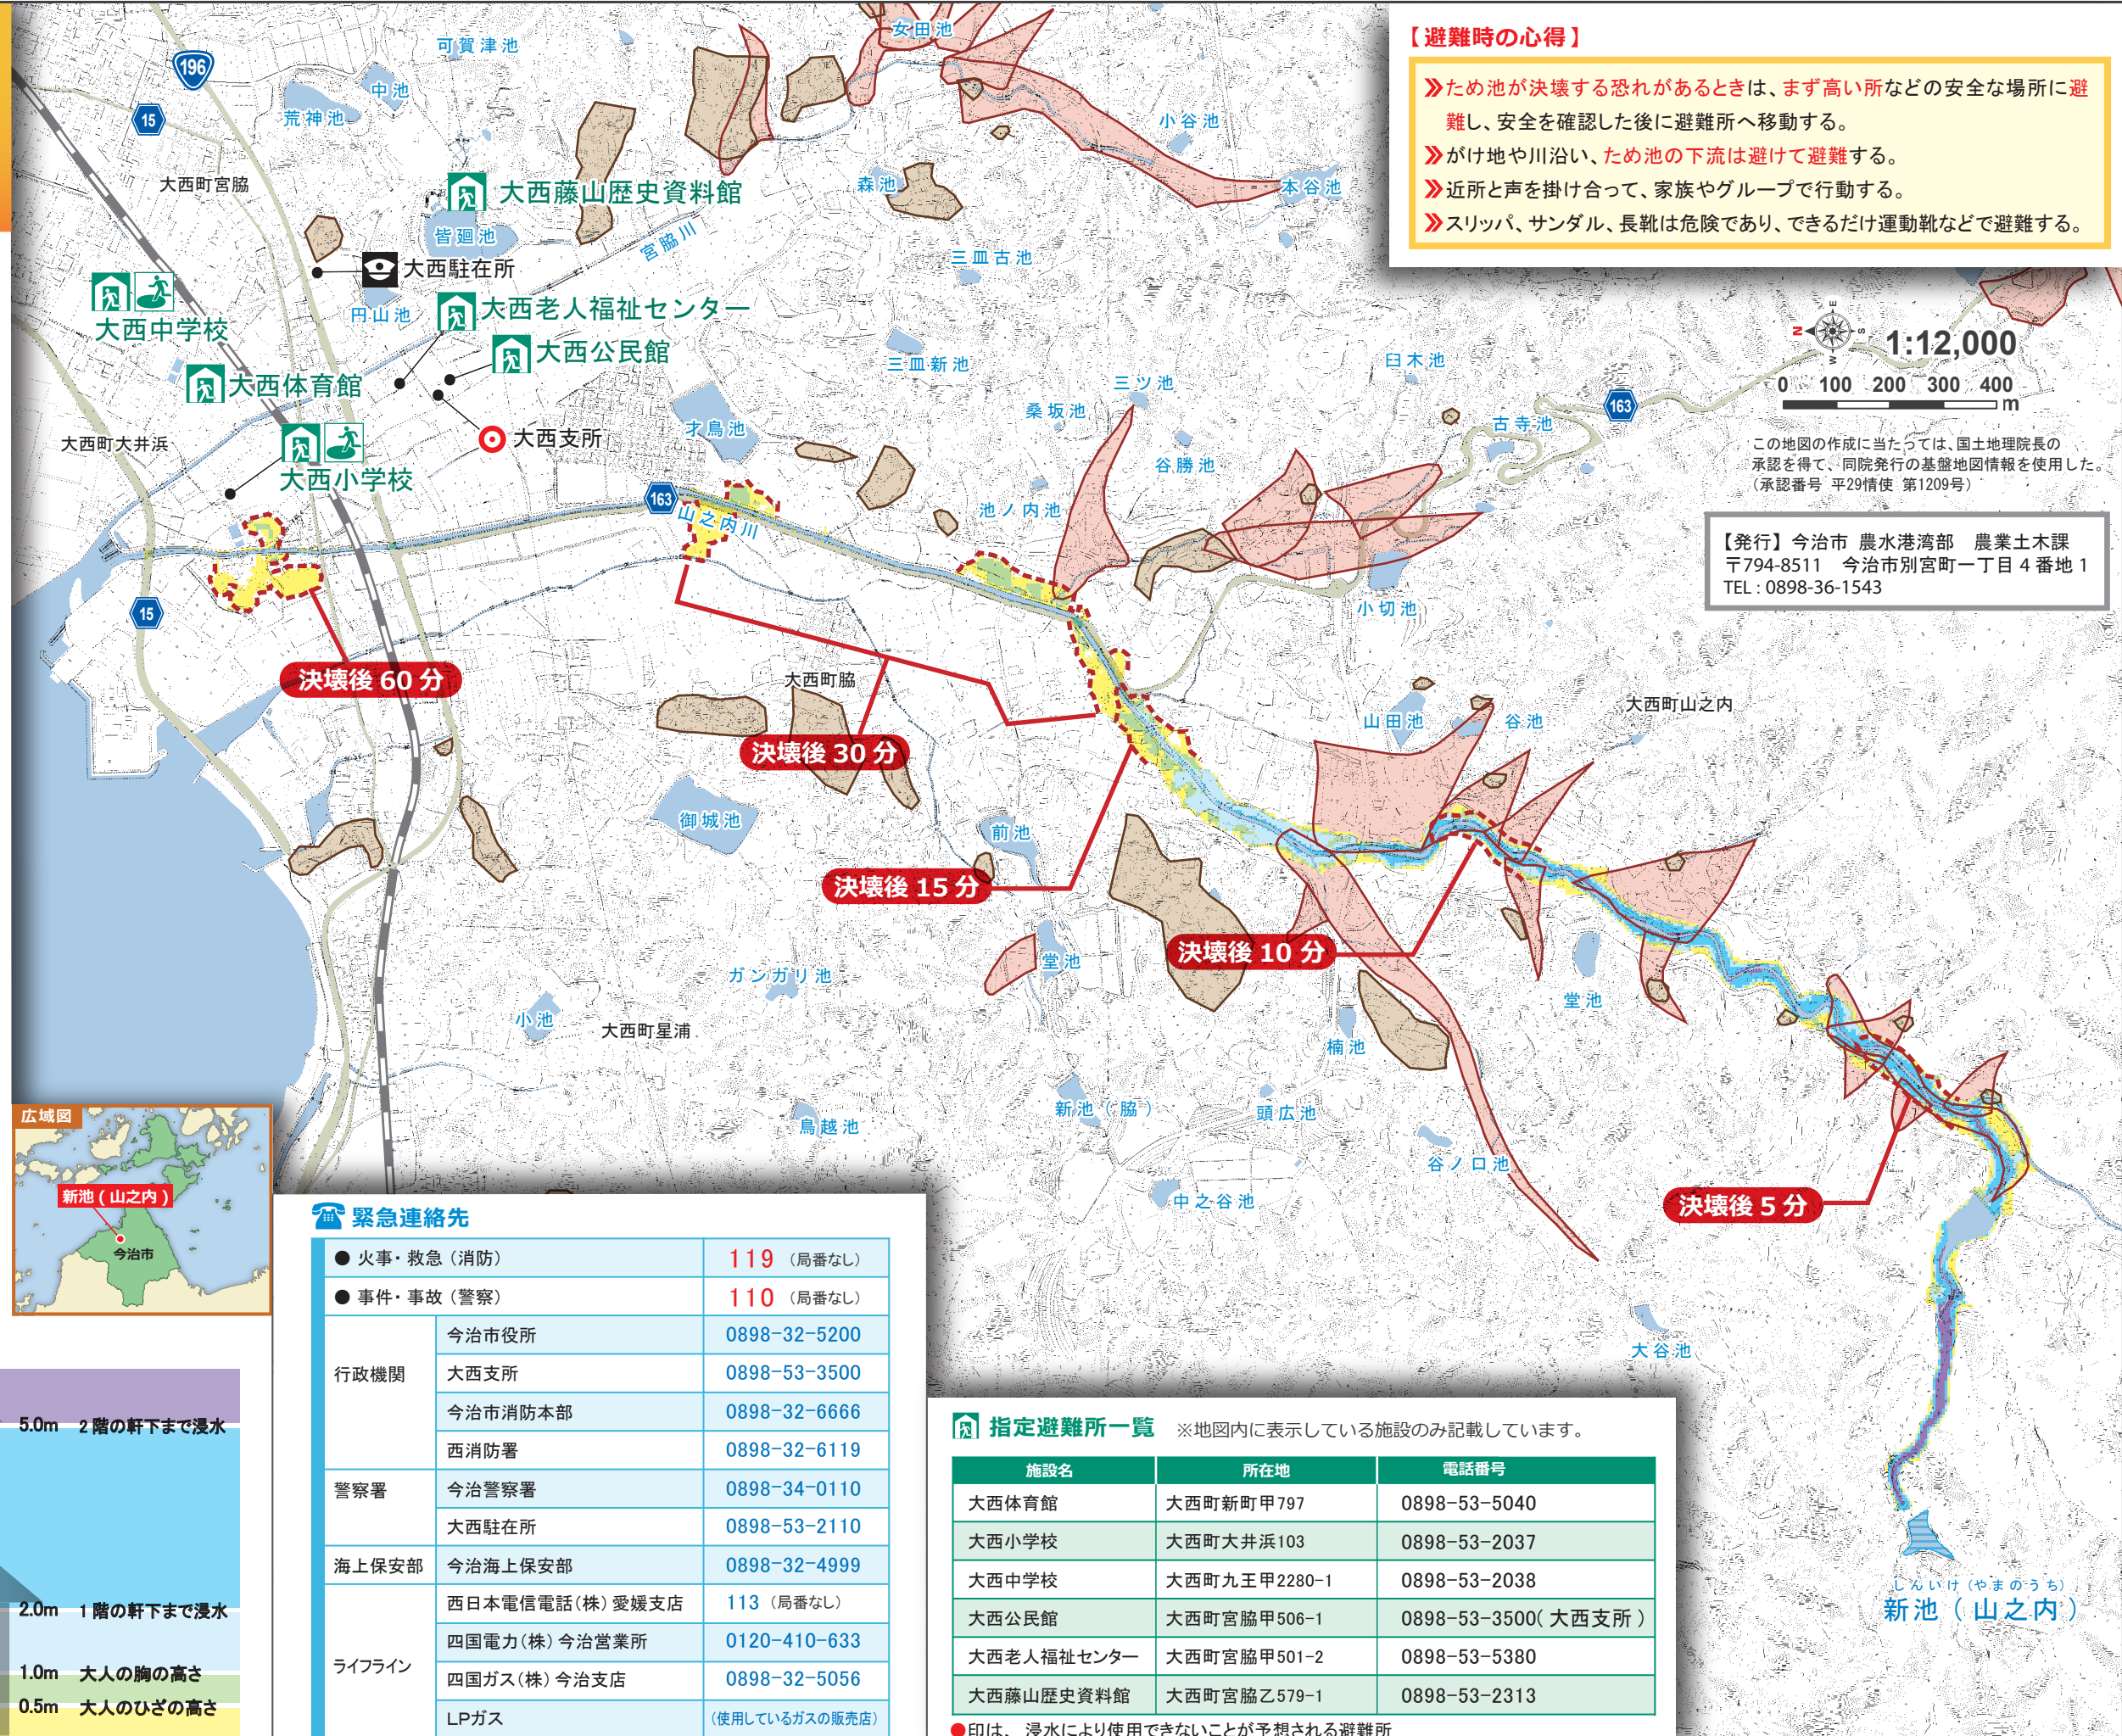 【避難時の心得】
≫ため池が決壊する恐れがあるときは、まず高い所などの安全な場所に避
難し、安全を確認した後に避難所へ移動する。
≫がけ地や川沿い、ため池の下流は避けて避難する。
≫近所と声を掛け合って、家族やグループで行動する。
≫スリッパ、サンダル、長靴は危険であり、できるだけ運動靴などで避難する。
女田池
可賀津池
196
中池
荒神池
15
小谷池
大西町宮脇
大西藤山歴史資料館
森池
本谷池
皆廻池
宮脇川
大西駐在所
三皿古池
大西中学校
円山池
大西老人福祉センター
大西公民館
三皿新池
大西体育館
臼木池
三ツ池
桑坂池
古寺池
163
N
E
S
W
1:12,000
0 100 200 300 400
m
この地図の作成に当たっては、国土地理院長の
承認を得て、同院発行の基盤地図情報を使用した。
(承認番号 平29情使 第1209号)
大西町大井浜
大西小学校
大西支所
才鳥池
谷勝池
163
山之内川
池ノ内池
【発行】今治市 農水港湾部 農業土木課
〒794-8511 今治市別宮町一丁目4番地1
TEL : 0898-36-1543
小切池
15
決壊後 60 分
大西町脇
山田池
谷池
大西町山之内
決壊後 30 分
御城池
前池
決壊後 15 分
決壊後 10 分
ガンガリ池
堂池
堂池
小池
大西町星浦
楠池
新池(脇)
頭広池
鳥越池
谷ノ口池
中之谷池
決壊後 5 分
大谷池
しんいけ(やまのうち)
新池(山之内)
広域図
新池(山之内)
今治市
5.0m 2階の軒下まで浸水
2.0m 1階の軒下まで浸水
1.0m 大人の胸の高さ
0.5m 大人のひざの高さ
緊急連絡先
● 火事・救急(消防) 119 (局番なし)
● 事件・事故(警察) 110 (局番なし)
行政機関
今治市役所 0898-32-5200
大西支所 0898-53-3500
今治市消防本部 0898-32-6666
西消防署 0898-32-6119
警察署
今治警察署 0898-34-0110
大西駐在所 0898-53-2110
海上保安部 今治海上保安部 0898-32-4999
ライフライン
西日本電信電話(株)愛媛支店 113 (局番なし)
四国電力(株)今治営業所 0120-410-633
四国ガス(株)今治支店 0898-32-5056
LPガス (使用しているガスの販売店)
指定避難所一覧 ※地図内に表示している施設のみ記載しています。
施設名 所在地 電話番号
大西体育館 大西町新町甲797 0898-53-5040
大西小学校 大西町大井浜103 0898-53-2037
大西中学校 大西町九王甲2280-1 0898-53-2038
大西公民館 大西町宮脇甲506-1 0898-53-3500(大西支所)
大西老人福祉センター 大西町宮脇甲501-2 0898-53-5380
大西藤山歴史資料館 大西町宮脇乙579-1 0898-53-2313
●印は、浸水により使用できないことが予想される避難所